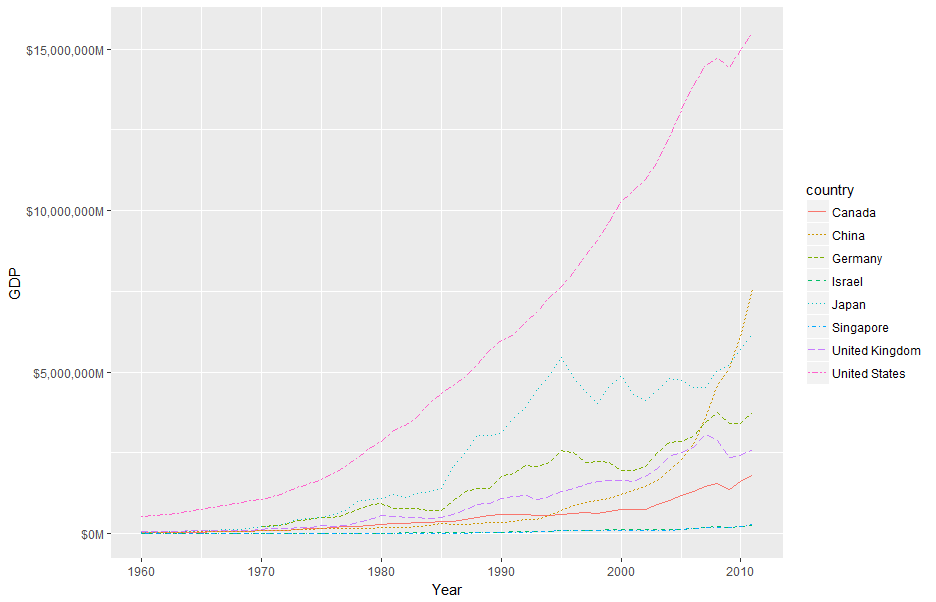 $15,000,000M
$10,000,000M
$5,000,000M
$0M
GDP
1960 1970 1980 1990 2000 2010
Year
country
Canada
China
Germany
Israel
Japan
Singapore
United Kingdom
United States